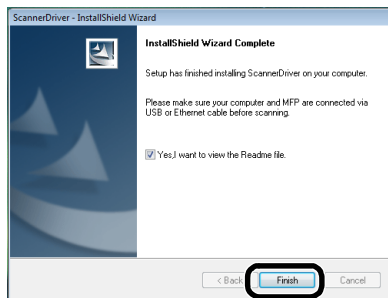 ScannerDriver - InstallShield Wizard
InstallShield Wizard Complete
Setup has finished installing ScannerDriver on your computer.
Please make sure your computer and MFP are connected via
USB or Ethernet cable before scanning.
Yes,I want to view the Readme file.
< Back Finish Cancel